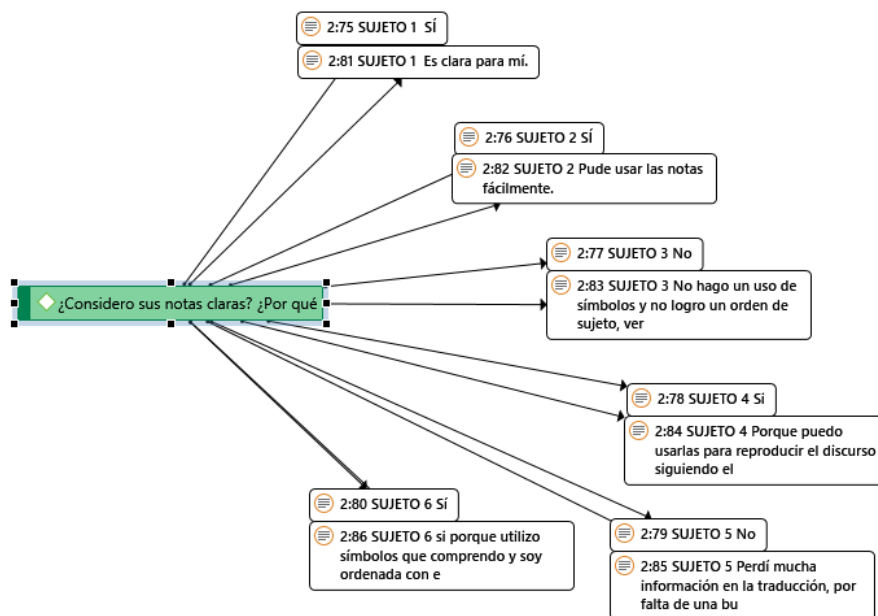 2:75 SUJETO 1 SÍ
2:81 SUJETO 1 Es clara para mí.
2:76 SUJETO 2 SÍ
2:82 SUJETO 2 Pude usar las notas
fácilmente.
2:77 SUJETO 3 No
2:83 SUJETO 3 No hago un uso de
símbolos y no logro un orden de
sujeto, ver
¿Considero sus notas claras? ¿Por qué
2:78 SUJETO 4 Si
2:84 SUJETO 4 Porque puedo
usarlas para reproducir el discurso
siguiendo el
2:80 SUJETO 6 Sí
2:86 SUJETO 6 si porque utilizo
símbolos que comprendo y soy
ordenada con e
2:79 SUJETO 5 No
2:85 SUJETO 5 Perdí mucha
información en la traducción, por
falta de una bu